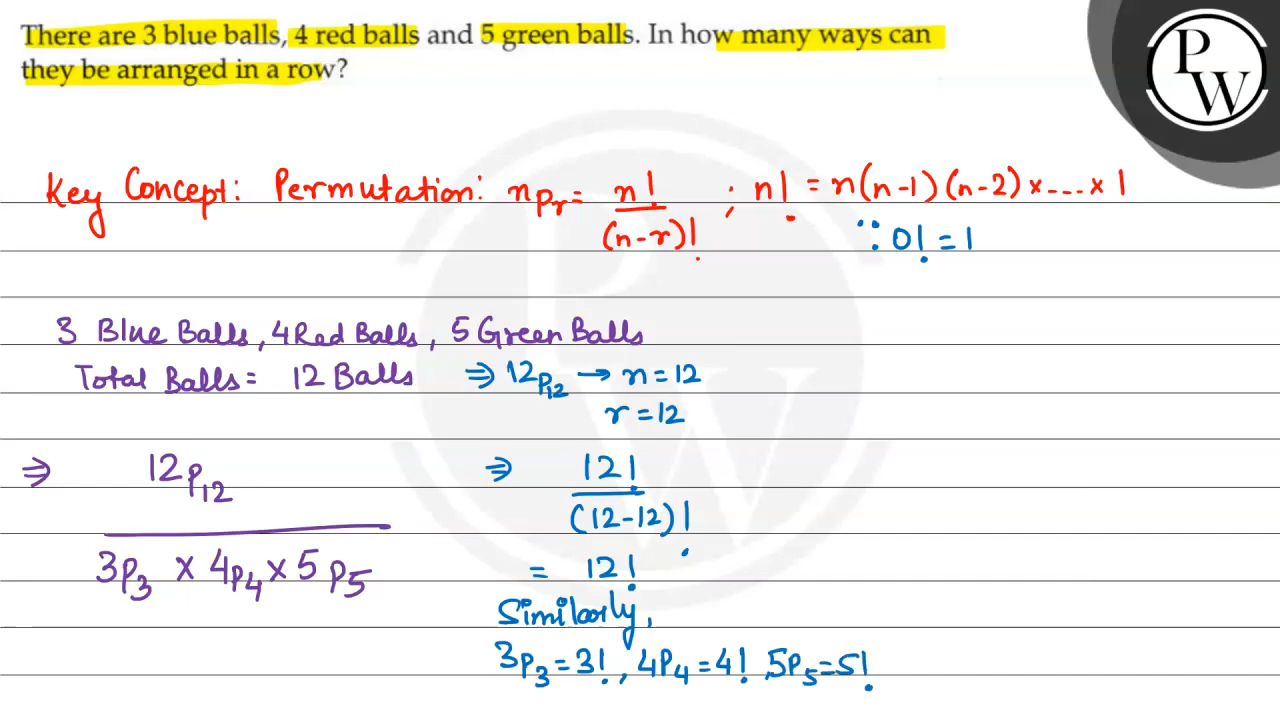 There are 3 blue balls, 4 red balls and 5 green balls. In how many ways can
they be arranged in a row?
PW
Key Concept: Permutation: nPr = n! / (n-r)! ; n! = n(n-1)(n-2)×...×1
∵ 0! = 1
3 Blue Balls, 4 Red Balls, 5 Green Balls
Total Balls = 12 Balls ⇒ 12P12 → n = 12
r = 12
⇒ 12P12 / 3P3 × 4P4 × 5P5
⇒ 12! / (12-12)!
= 12!
Similarly,
3P3 = 3!, 4P4 = 4!, 5P5 = 5!